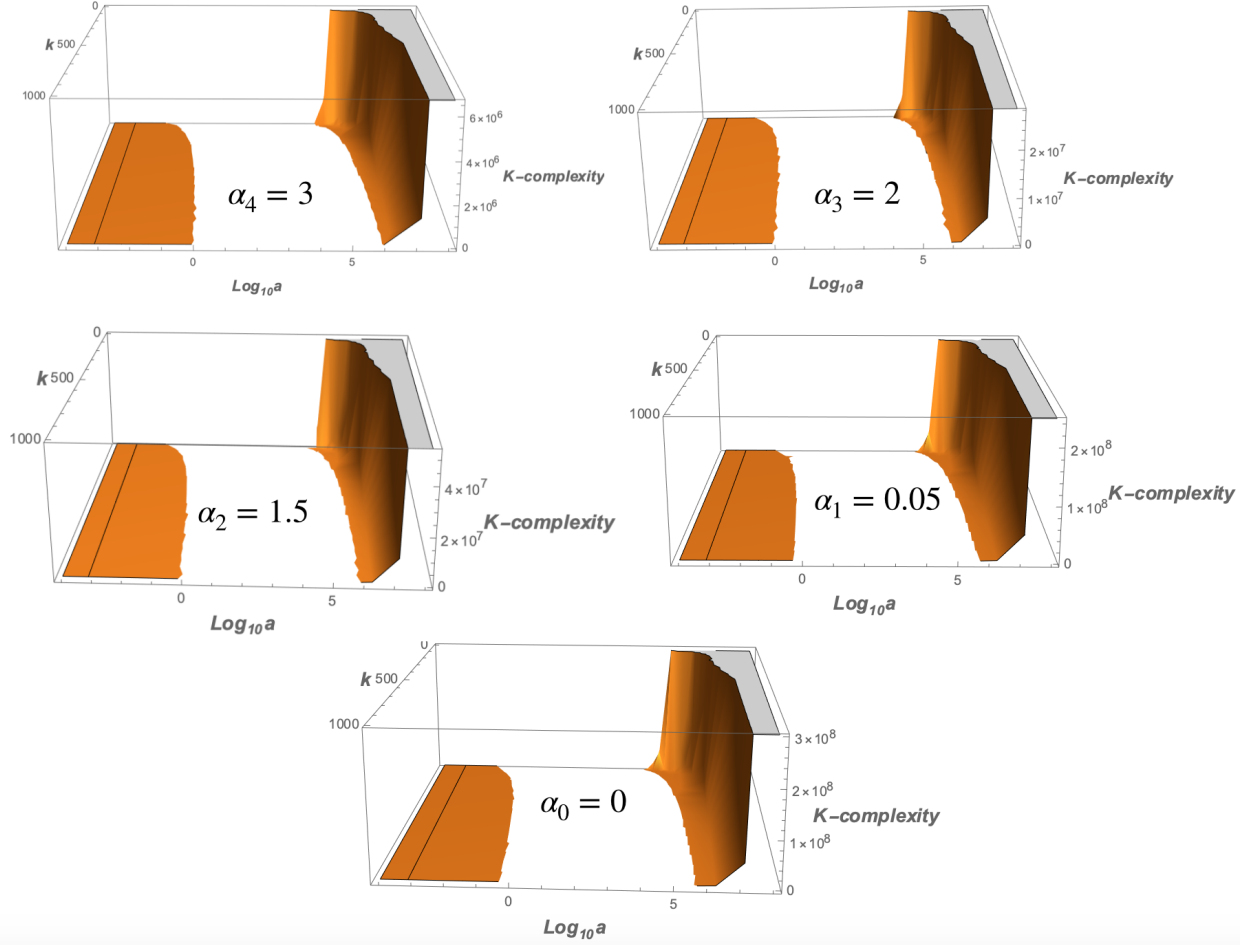 0
k 500
1000
6×10⁶
4×10⁶
K−complexity
2×10⁶
0
α₄ = 3
0 5
Log₁₀a
0
k 500
1000
2×10⁷
K−complexity
1×10⁷
0
α₃ = 2
0 5
Log₁₀a
0
k 500
1000
4×10⁷
K−complexity
2×10⁷
0
α₂ = 1.5
0 5
Log₁₀a
0
k 500
1000
2×10⁸
K−complexity
1×10⁸
0
α₁ = 0.05
0 5
Log₁₀a
0
k 500
1000
3×10⁸
2×10⁸
K−complexity
1×10⁸
0
α₀ = 0
0 5
Log₁₀a